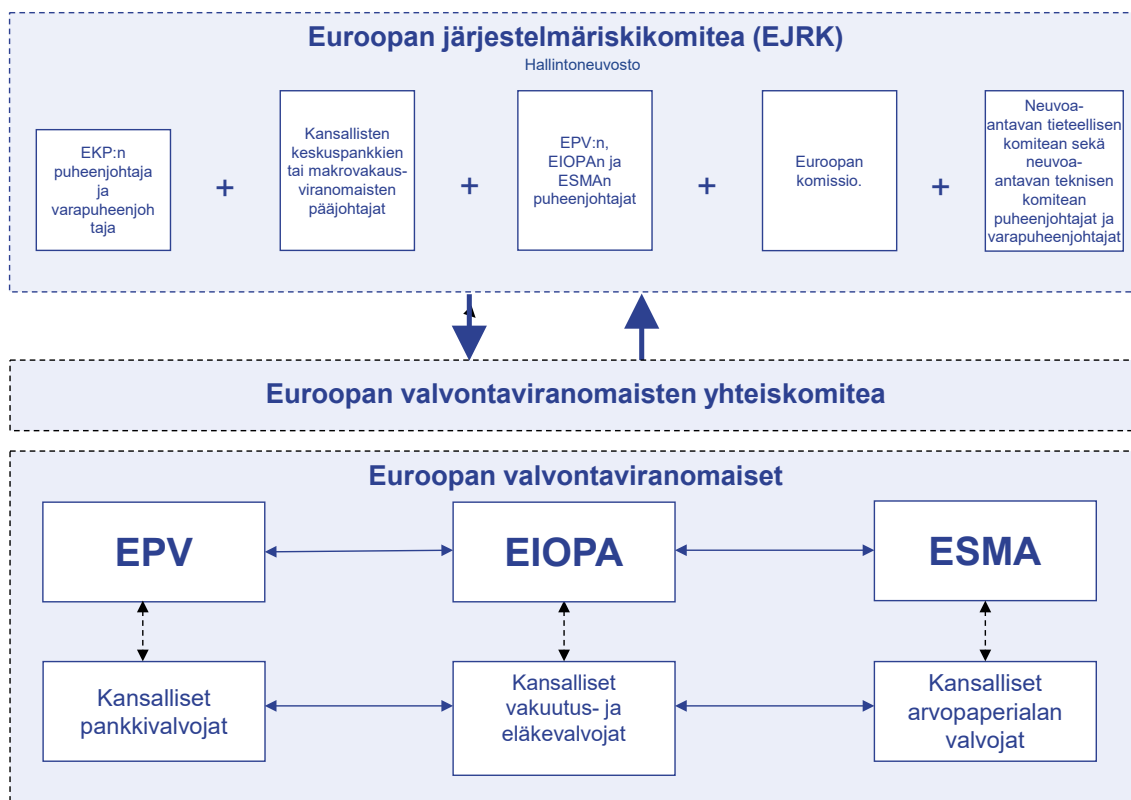 Euroopan järjestelmäriskikomitea (EJRK)
Hallintoneuvosto
EKP:n
puheenjohtaja
ja
varapuheenjoh
taja
+
Kansallisten
keskuspankkien
tai makrovakaus-
viranomaisten
pääjohtajat
+
EPV:n,
EIOPAn ja
ESMAn
puheenjohtajat
+
Euroopan
komissio.
+
Neuvoa-
antavan tieteellisen
komitean sekä
neuvoa-
antavan teknisen
komitean
puheenjohtajat ja
varapuheenjohtajat
Euroopan valvontaviranomaisten yhteiskomitea
Euroopan valvontaviranomaiset
EPV
EIOPA
ESMA
Kansalliset
pankkivalvojat
Kansalliset
vakuutus- ja
eläkevalvojat
Kansalliset
arvopaperialan
valvojat